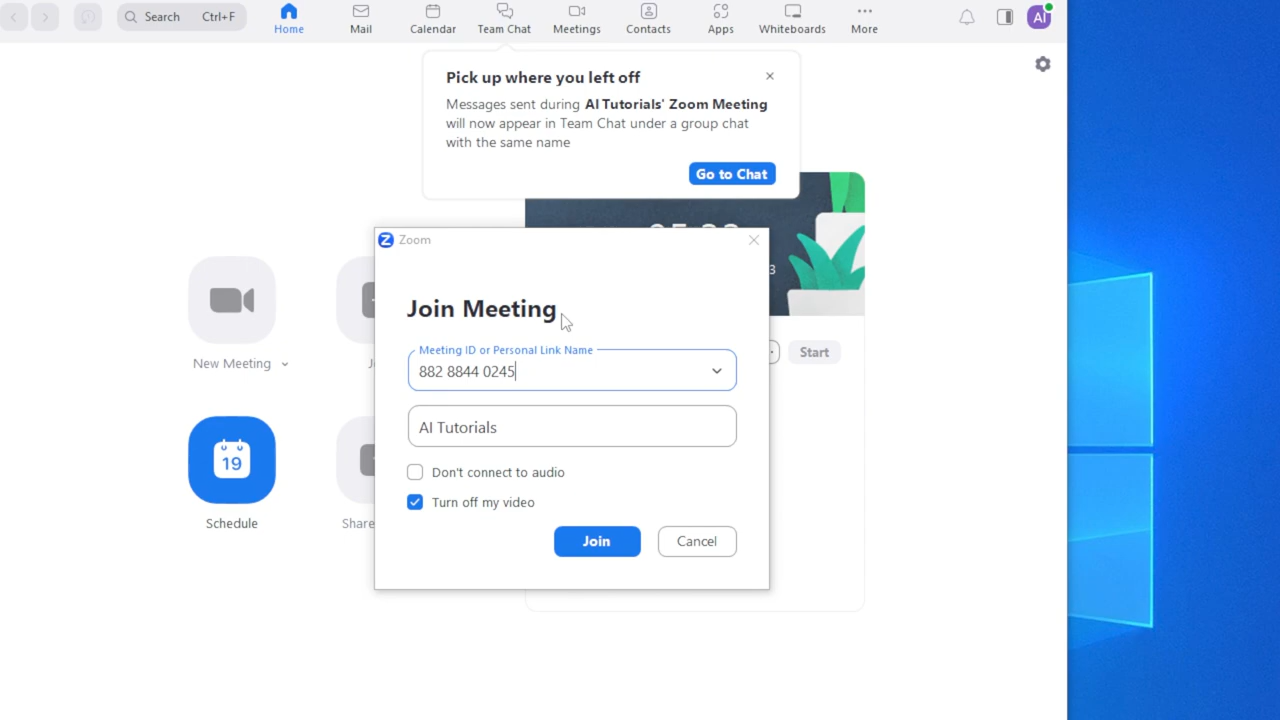 Search Ctrl+F
Home
Mail
Calendar
Team Chat
Meetings
Contacts
Apps
Whiteboards
More
AI
Pick up where you left off
Messages sent during AI Tutorials' Zoom Meeting
will now appear in Team Chat under a group chat
with the same name
Go to Chat
Zoom
3
Join Meeting
Meeting ID or Personal Link Name
882 8844 0245
AI Tutorials
Don't connect to audio
Turn off my video
Join
Cancel
New Meeting
J
Start
19
Schedule
Share